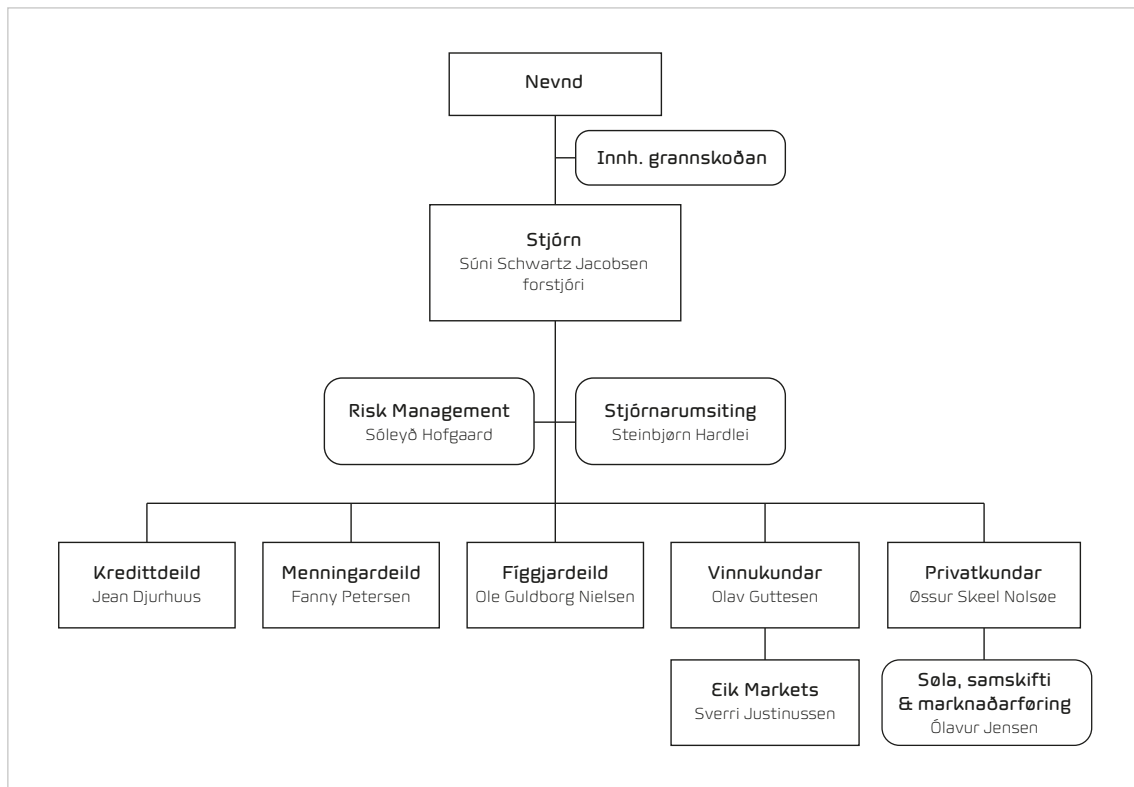 Nevnd
Innh. grannskoðan
Stjórn
Súni Schwartz Jacobsen
forstjóri
Risk Management
Sóleyð Hofgaard
Stjórnarumsiting
Steinbjørn Hardlei
Kredittdeild
Jean Djurhuus
Menningardeild
Fanny Petersen
Fíggjardeild
Ole Guldborg Nielsen
Vinnukundar
Olav Guttesen
Privatkundar
Øssur Skeel Nolsøe
Eik Markets
Sverri Justinussen
Søla, samskifti
& marknaðarføring
Ólavur Jensen